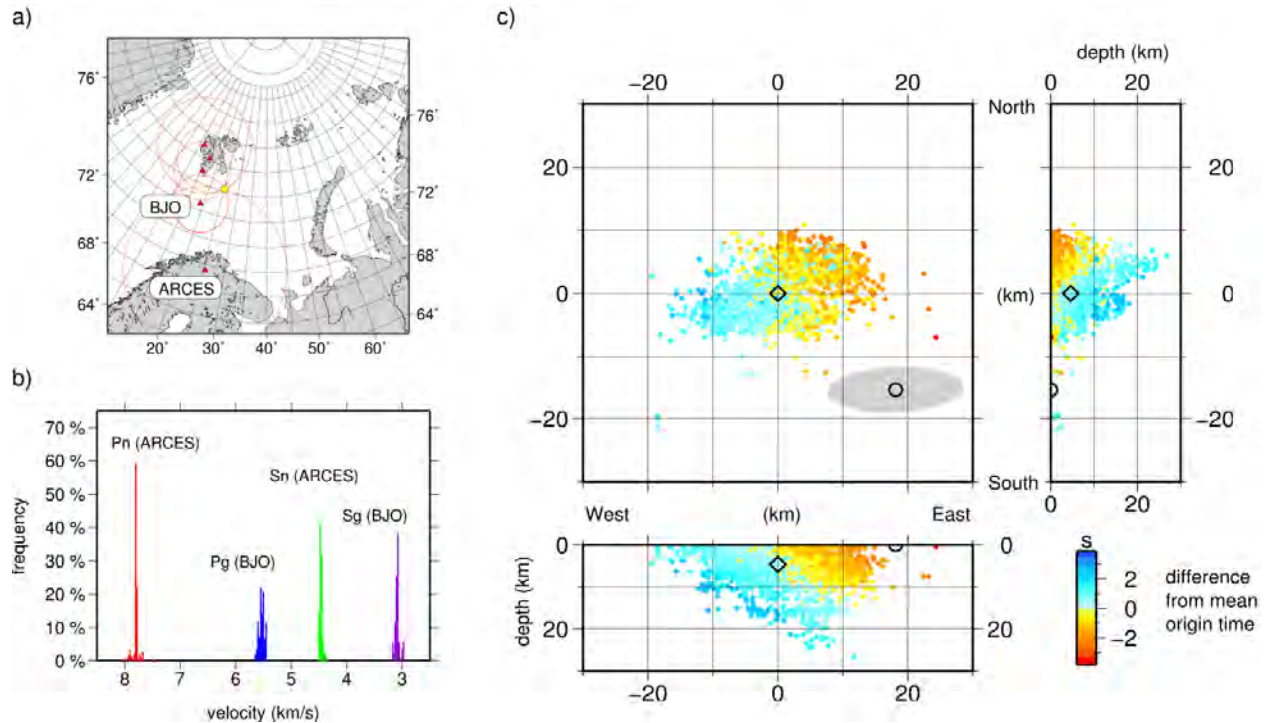 a)
76˚
72˚
68˚
64˚
76˚
72˚
68˚
64˚
20˚ 30˚ 40˚ 50˚ 60˚
BJO
ARCES
b)
70 %
60 %
50 %
40 %
30 %
20 %
10 %
0 %
frequency
Pn (ARCES)
Sn (ARCES)
Pg (BJO)
Sg (BJO)
8 7 6 5 4 3
velocity (km/s)
c)
−20 0 20
20
0
−20
North
(km)
South
depth (km)
0 20
20
0
−20
West (km) East
0
20
depth (km)
0
20
−20 0 20
S
2
0
−2
difference
from mean
origin time